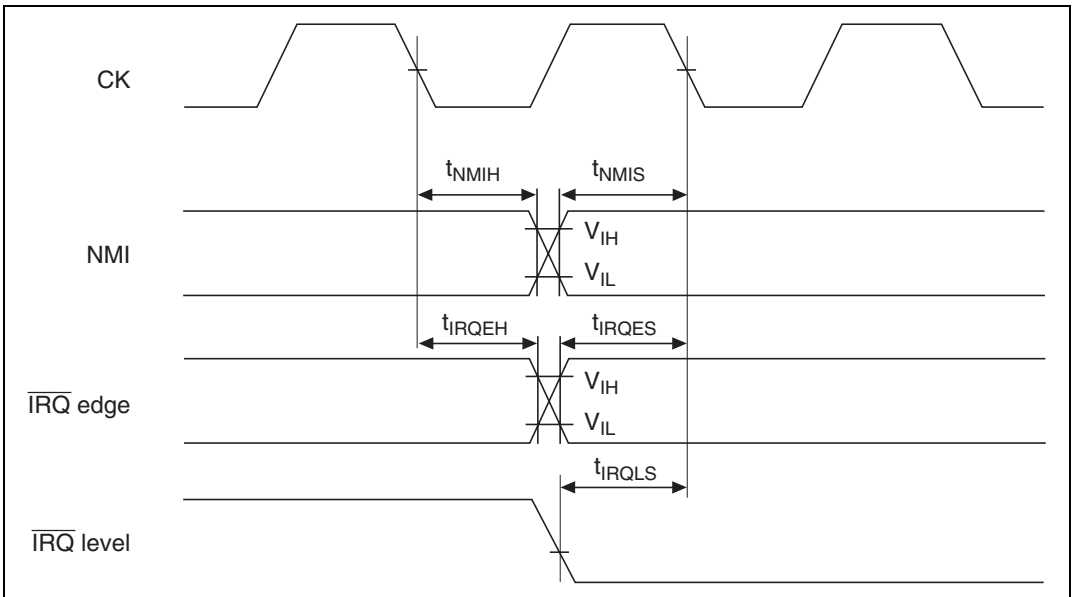 CK
tNMIH
tNMIS
NMI
VIH
VIL
tIRQEH
tIRQES
IRQ edge
VIH
VIL
tIRQLS
IRQ level